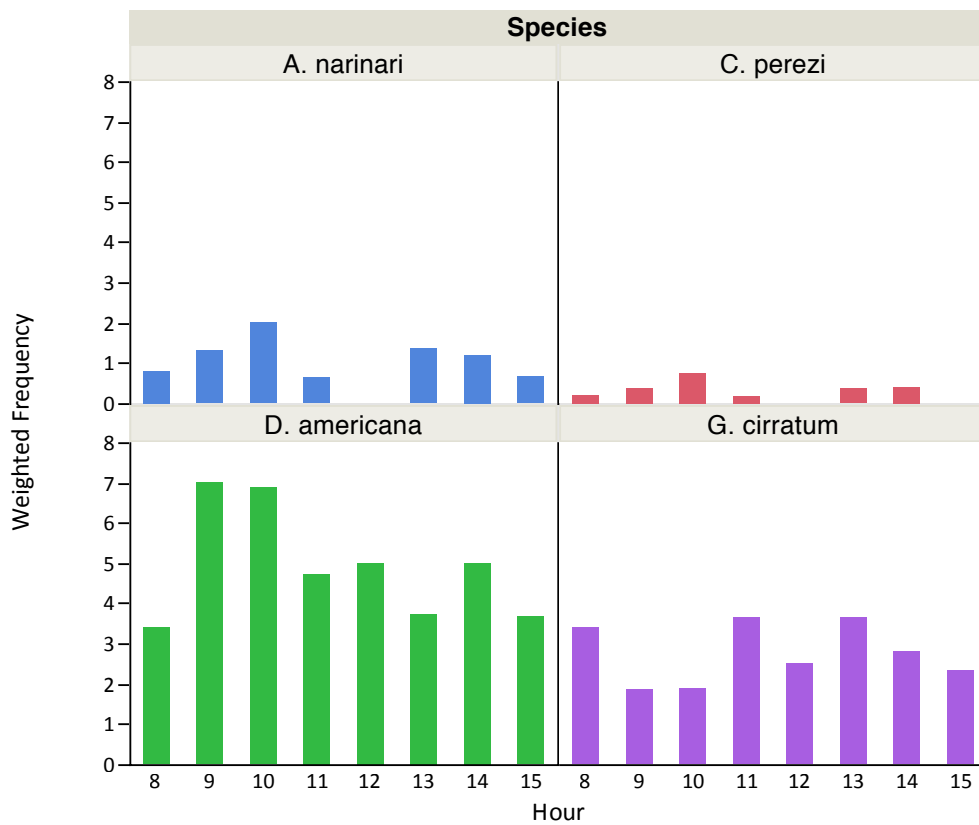 Species
A. narinari
C. perezi
8
7
6
5
4
3
2
1
0
D. americana
G. cirratum
8
7
6
5
4
3
2
1
0
Weighted Frequency
8 9 10 11 12 13 14 15 8 9 10 11 12 13 14 15
Hour